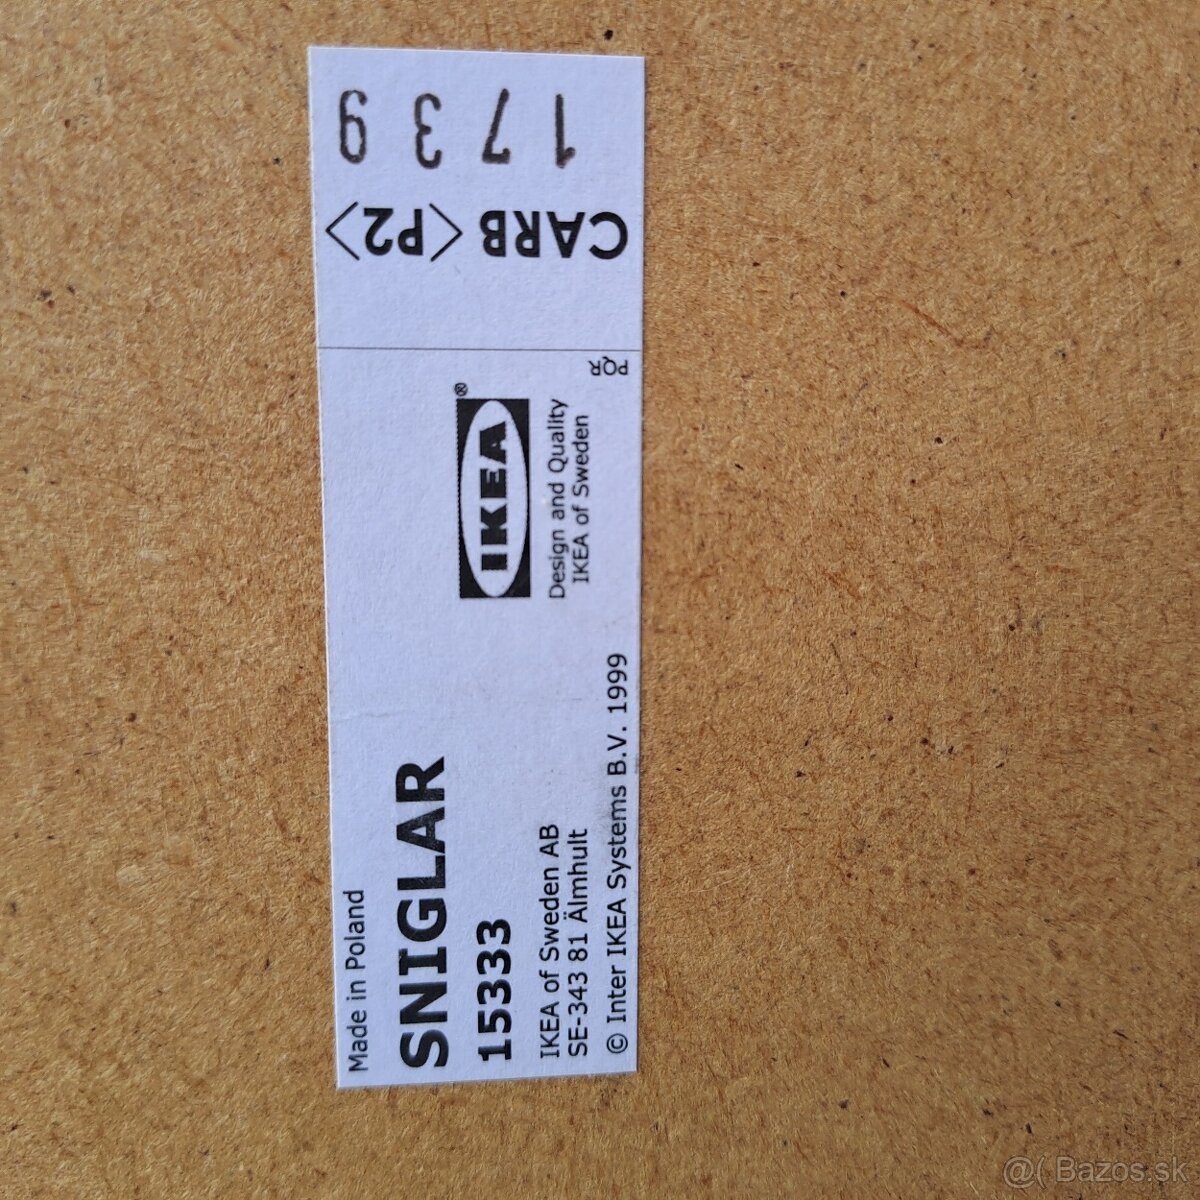 Made in Poland
SNIGLAR
15333
IKEA of Sweden AB
SE-343 81 Älmhult
© Inter IKEA Systems B.V. 1999
IKEA®
Design and Quality
IKEA of Sweden
PQR
CARB <P2>
1739
@( Bazos.sk